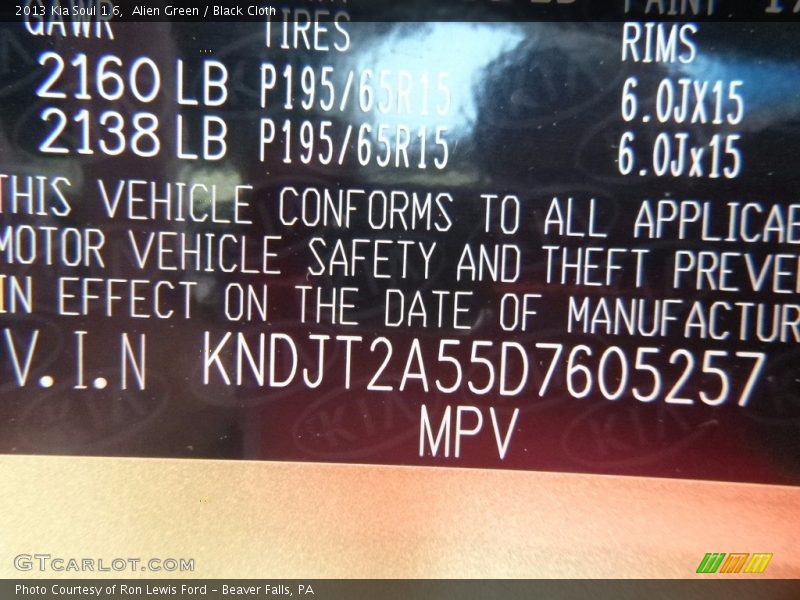 2013 Kia Soul 1.6, Alien Green / Black Cloth
GAWR TIRES RIMS
2160 LB P195/65R15 6.0JX15
2138 LB P195/65R15 6.0Jx15
THIS VEHICLE CONFORMS TO ALL APPLICAB
MOTOR VEHICLE SAFETY AND THEFT PREVEN
IN EFFECT ON THE DATE OF MANUFACTUR
V.I.N KNDJT2A55D7605257
MPV
GTCARLOT.COM
Photo Courtesy of Ron Lewis Ford - Beaver Falls, PA